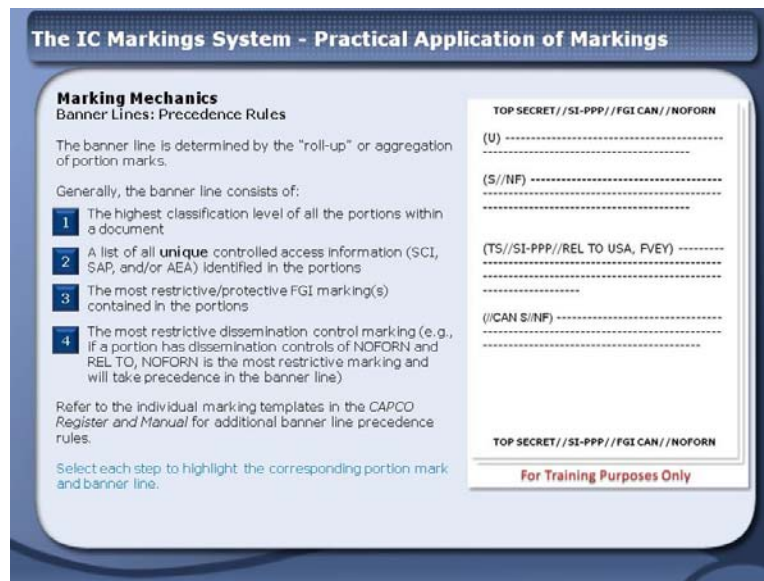 The IC Markings System - Practical Application of Markings
Marking Mechanics
Banner Lines: Precedence Rules
The banner line is determined by the "roll-up" or aggregation
of portion marks.
Generally, the banner line consists of:
1 The highest classification level of all the portions within
a document
2 A list of all unique controlled access information (SCI,
SAP, and/or AEA) identified in the portions
3 The most restrictive/protective FGI marking(s)
contained in the portions
4 The most restrictive dissemination control marking (e.g.,
if a portion has dissemination controls of NOFORN and
REL TO, NOFORN is the most restrictive marking and
will take precedence in the banner line)
Refer to the individual marking templates in the CAPCO
Register and Manual for additional banner line precedence
rules.
Select each step to highlight the corresponding portion mark
and banner line.
TOP SECRET//SI-PPP//FGI CAN//NOFORN
(U)
(S//NF)
(TS//SI-PPP//REL TO USA, FVEY)
(//CAN S//NF)
TOP SECRET//SI-PPP//FGI CAN//NOFORN
For Training Purposes Only